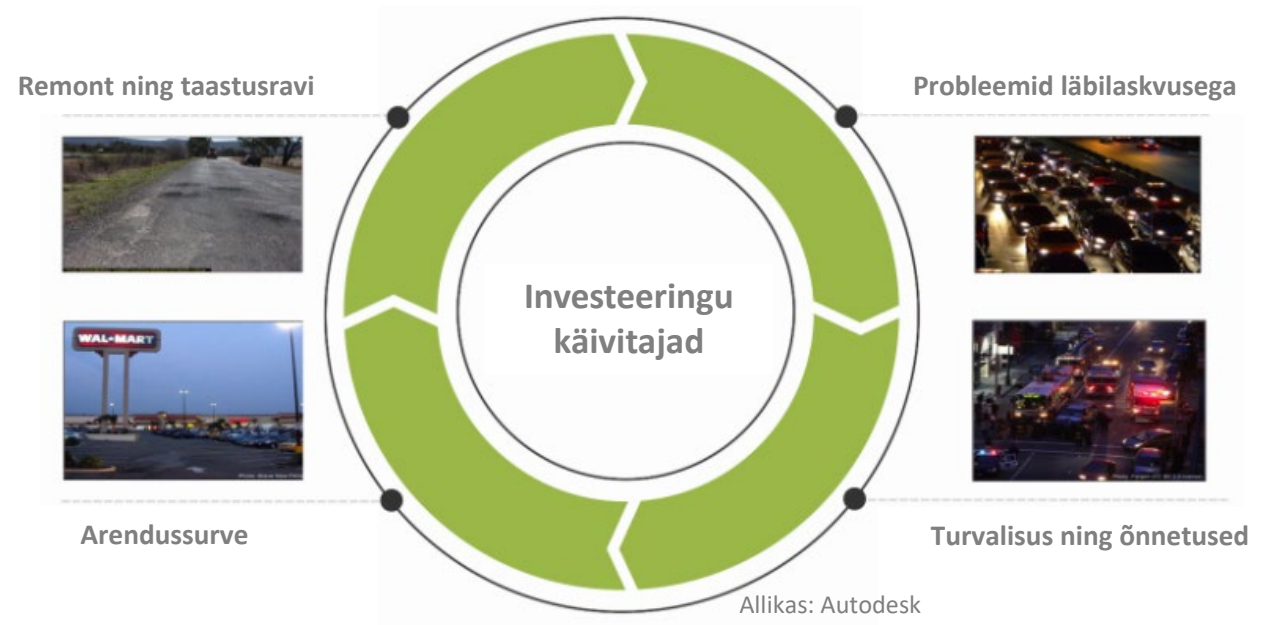 Remont ning taastusravi
Probleemid läbilaskvusega
WAL-MART
Investeeringu
käivitajad
Arendussurve
Turvalisus ning õnnetused
Allikas: Autodesk